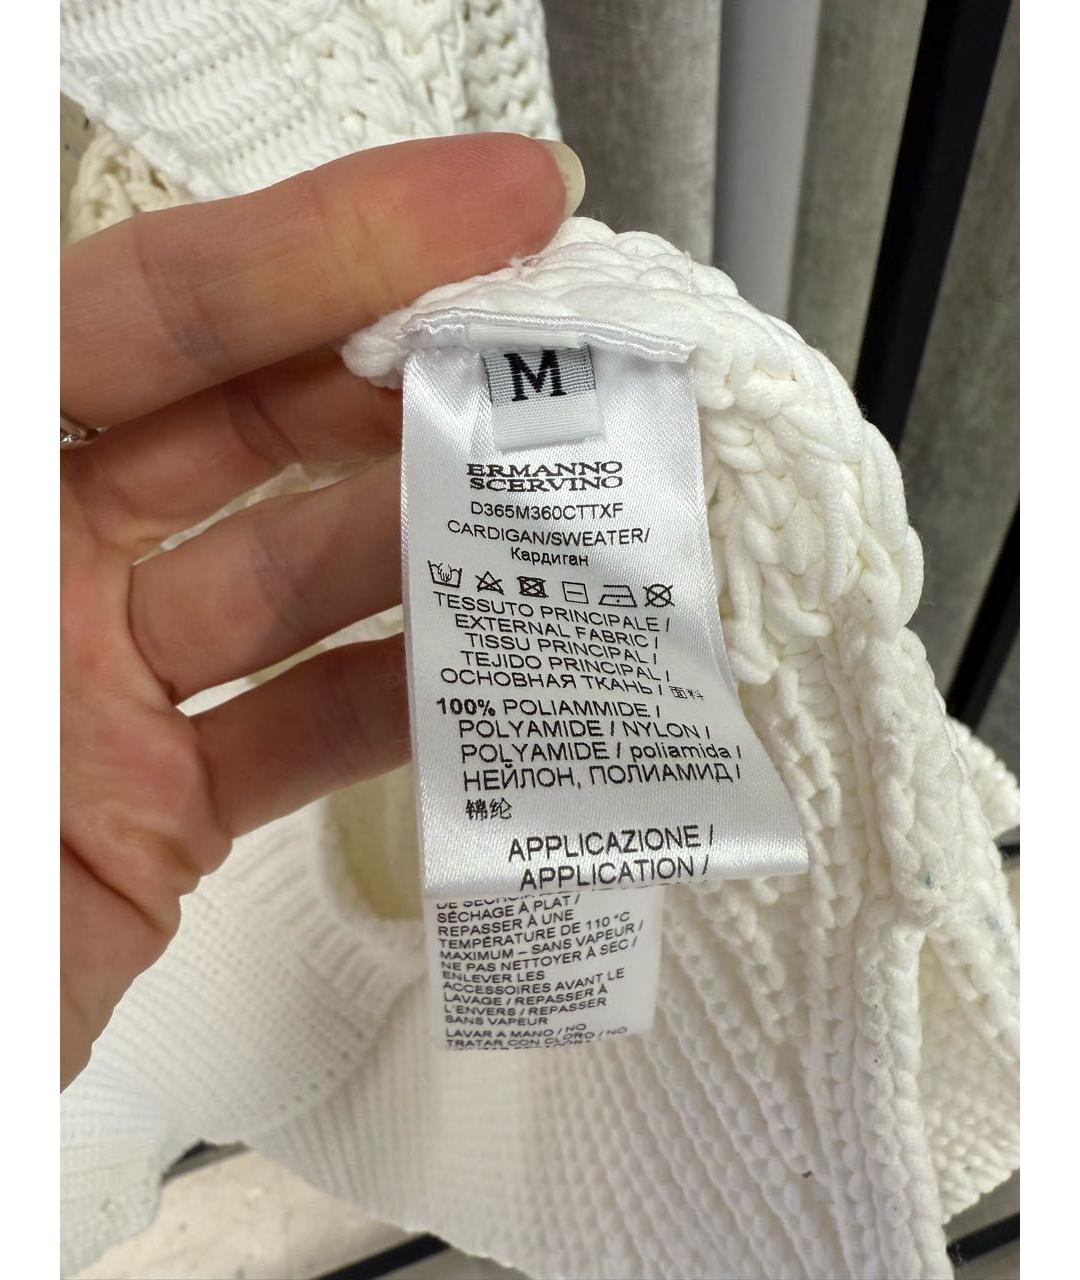 M
ERMANNO
SCERVINO
D365M360CTTXF
CARDIGAN/SWEATER/
Кардиган
TESSUTO PRINCIPALE /
EXTERNAL FABRIC /
TISSU PRINCIPAL /
TEJIDO PRINCIPAL /
ОСНОВНАЯ ТКАНЬ / 面料
100% POLIAMMIDE /
POLYAMIDE / NYLON /
POLYAMIDE / poliamida /
НЕЙЛОН, ПОЛИАМИД /
锦纶
APPLICAZIONE /
APPLICATION /
SÉCHAGE À PLAT /
REPASSER À UNE
TEMPÉRATURE DE 110 °C
MAXIMUM – SANS VAPEUR /
NE PAS NETTOYER À SEC /
ENLEVER LES
ACCESSOIRES AVANT LE
LAVAGE / REPASSER À
L'ENVERS / REPASSER
SANS VAPEUR
LAVAR A MANO / NO
TRATAR CON CLORO / NO